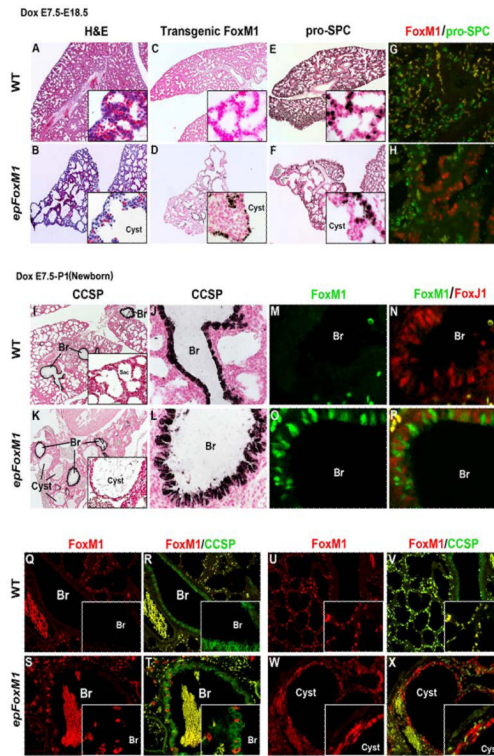 Dox E7.5-E18.5
H&E Transgenic FoxM1 pro-SPC FoxM1/pro-SPC
WT
A C E G
epFoxM1
B Cyst D Cyst F Cyst H
Dox E7.5-P1(Newborn)
CCSP CCSP FoxM1 FoxM1/FoxJ1
WT
I Br Br Sac J Br M Br N Br
epFoxM1
K Br Cyst Cyst L Br O Br P Br
FoxM1 FoxM1/CCSP FoxM1 FoxM1/CCSP
WT
Q Br Br R Br Br U V
epFoxM1
S Br Br T Br Br W Cyst Cyst X Cyst Cyst